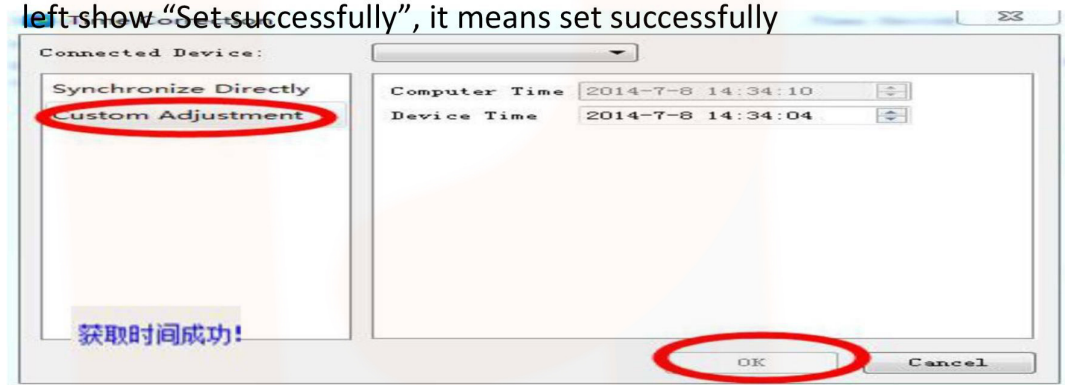 left show “Set successfully”, it means set successfully
Connected Device:
Synchronize Directly
Custom Adjustment
Computer Time 2014-7-8 14:34:10
Device Time 2014-7-8 14:34:04
获取时间成功!
OK
Cancel